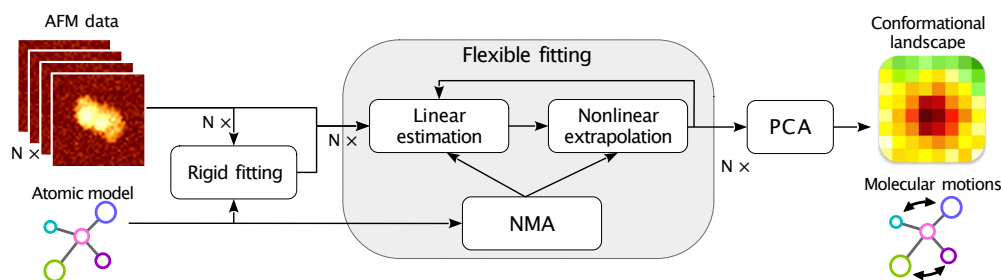 AFM data
N ×
Atomic model
N ×
Rigid fitting
N ×
Flexible fitting
Linear
estimation
Nonlinear
extrapolation
NMA
N ×
PCA
Conformational
landscape
Molecular motions